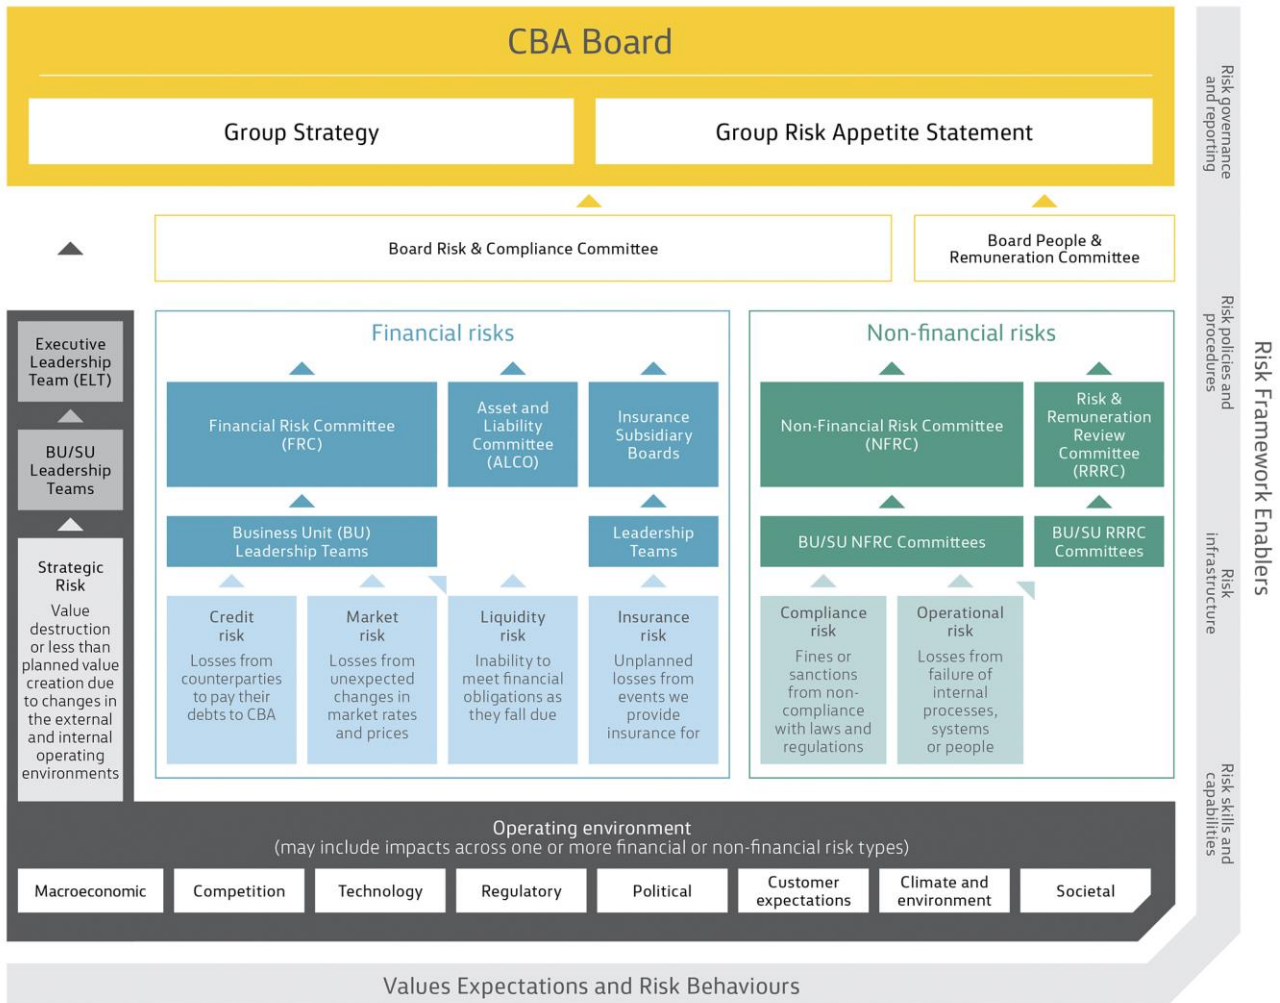 CBA Board
Group Strategy
Group Risk Appetite Statement
Board Risk & Compliance Committee
Board People &
Remuneration Committee
Executive
Leadership
Team (ELT)
BU/SU
Leadership
Teams
Strategic
Risk
Value
destruction
or less than
planned value
creation due
to changes in
the external
and internal
operating
environments
Financial risks
Financial Risk Committee
(FRC)
Asset and
Liability
Committee
(ALCO)
Insurance
Subsidiary
Boards
Business Unit (BU)
Leadership Teams
Leadership
Teams
Credit
risk
Losses from
counterparties
to pay their
debts to CBA
Market
risk
Losses from
unexpected
changes in
market rates
and prices
Liquidity
risk
Inability to
meet financial
obligations as
they fall due
Insurance
risk
Unplanned
losses from
events we
provide
insurance for
Non-financial risks
Non-Financial Risk Committee
(NFRC)
Risk &
Remuneration
Review
Committee
(RRRC)
BU/SU NFRC Committees
BU/SU RRRC
Committees
Compliance
risk
Fines or
sanctions
from non-
compliance
with laws and
regulations
Operational
risk
Losses from
failure of
internal
processes,
systems
or people
Operating environment
(may include impacts across one or more financial or non-financial risk types)
Macroeconomic
Competition
Technology
Regulatory
Political
Customer
expectations
Climate and
environment
Societal
Values Expectations and Risk Behaviours
Risk governance
and reporting
Risk policies and
procedures
Risk
infrastructure
Risk skills and
capabilities
Risk Framework Enablers